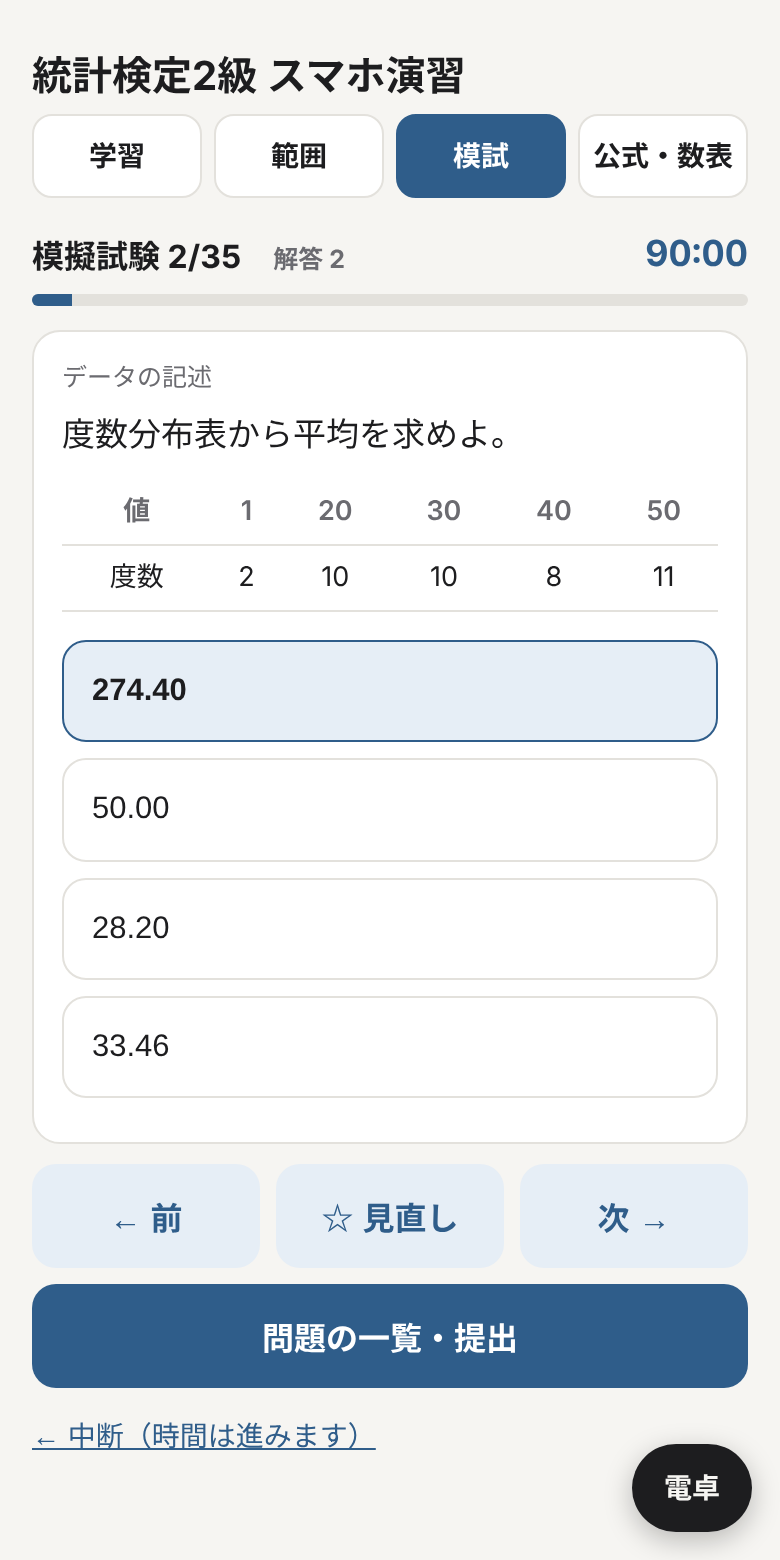 統計検定2級 スマホ演習
学習 範囲 模試 公式・数表
模擬試験 2/35 解答 2 90:00
データの記述
度数分布表から平均を求めよ。
値 1 20 30 40 50
度数 2 10 10 8 11
274.40
50.00
28.20
33.46
← 前 ☆ 見直し 次 →
問題の一覧・提出
← 中断（時間は進みます）
電卓